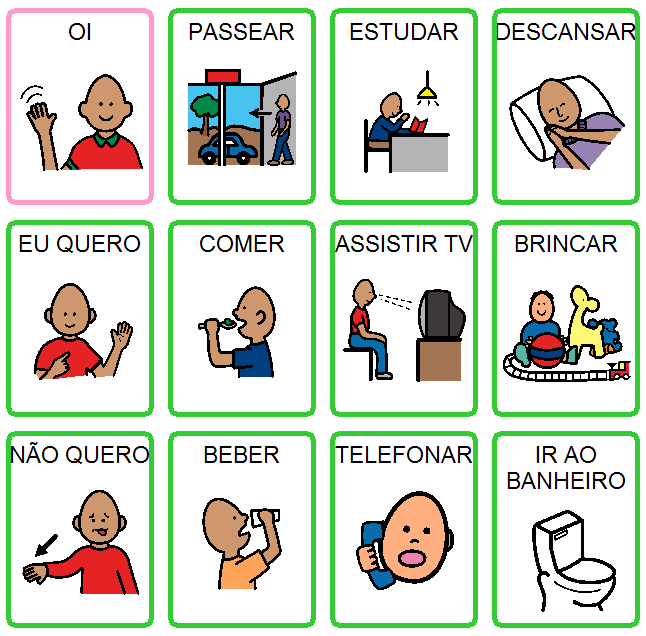 OI
PASSEAR
ESTUDAR
DESCANSAR
EU QUERO
COMER
ASSISTIR TV
BRINCAR
NÃO QUERO
BEBER
TELEFONAR
IR AO
BANHEIRO